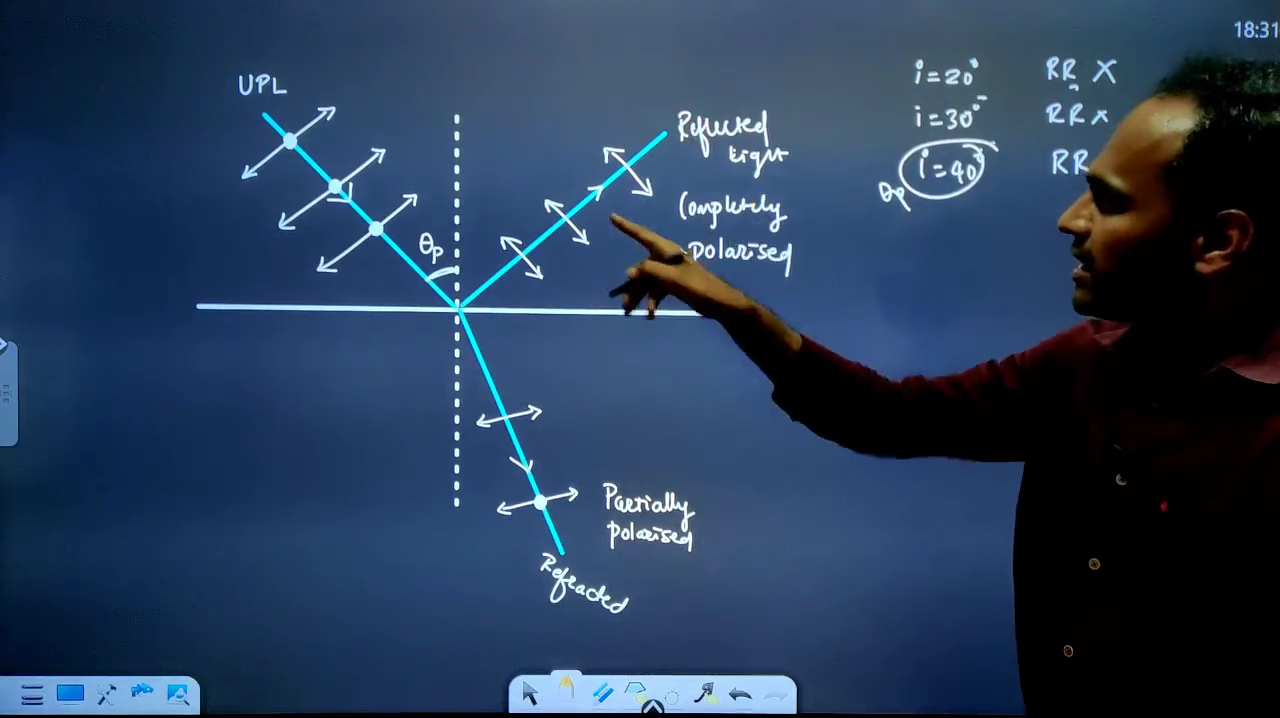 18:31
UPL
θp
Reflected
Light
Completely
polarised
i=20° RR X
i=30° RR x
i=40° RR
θp
Partially
polarised
Refracted